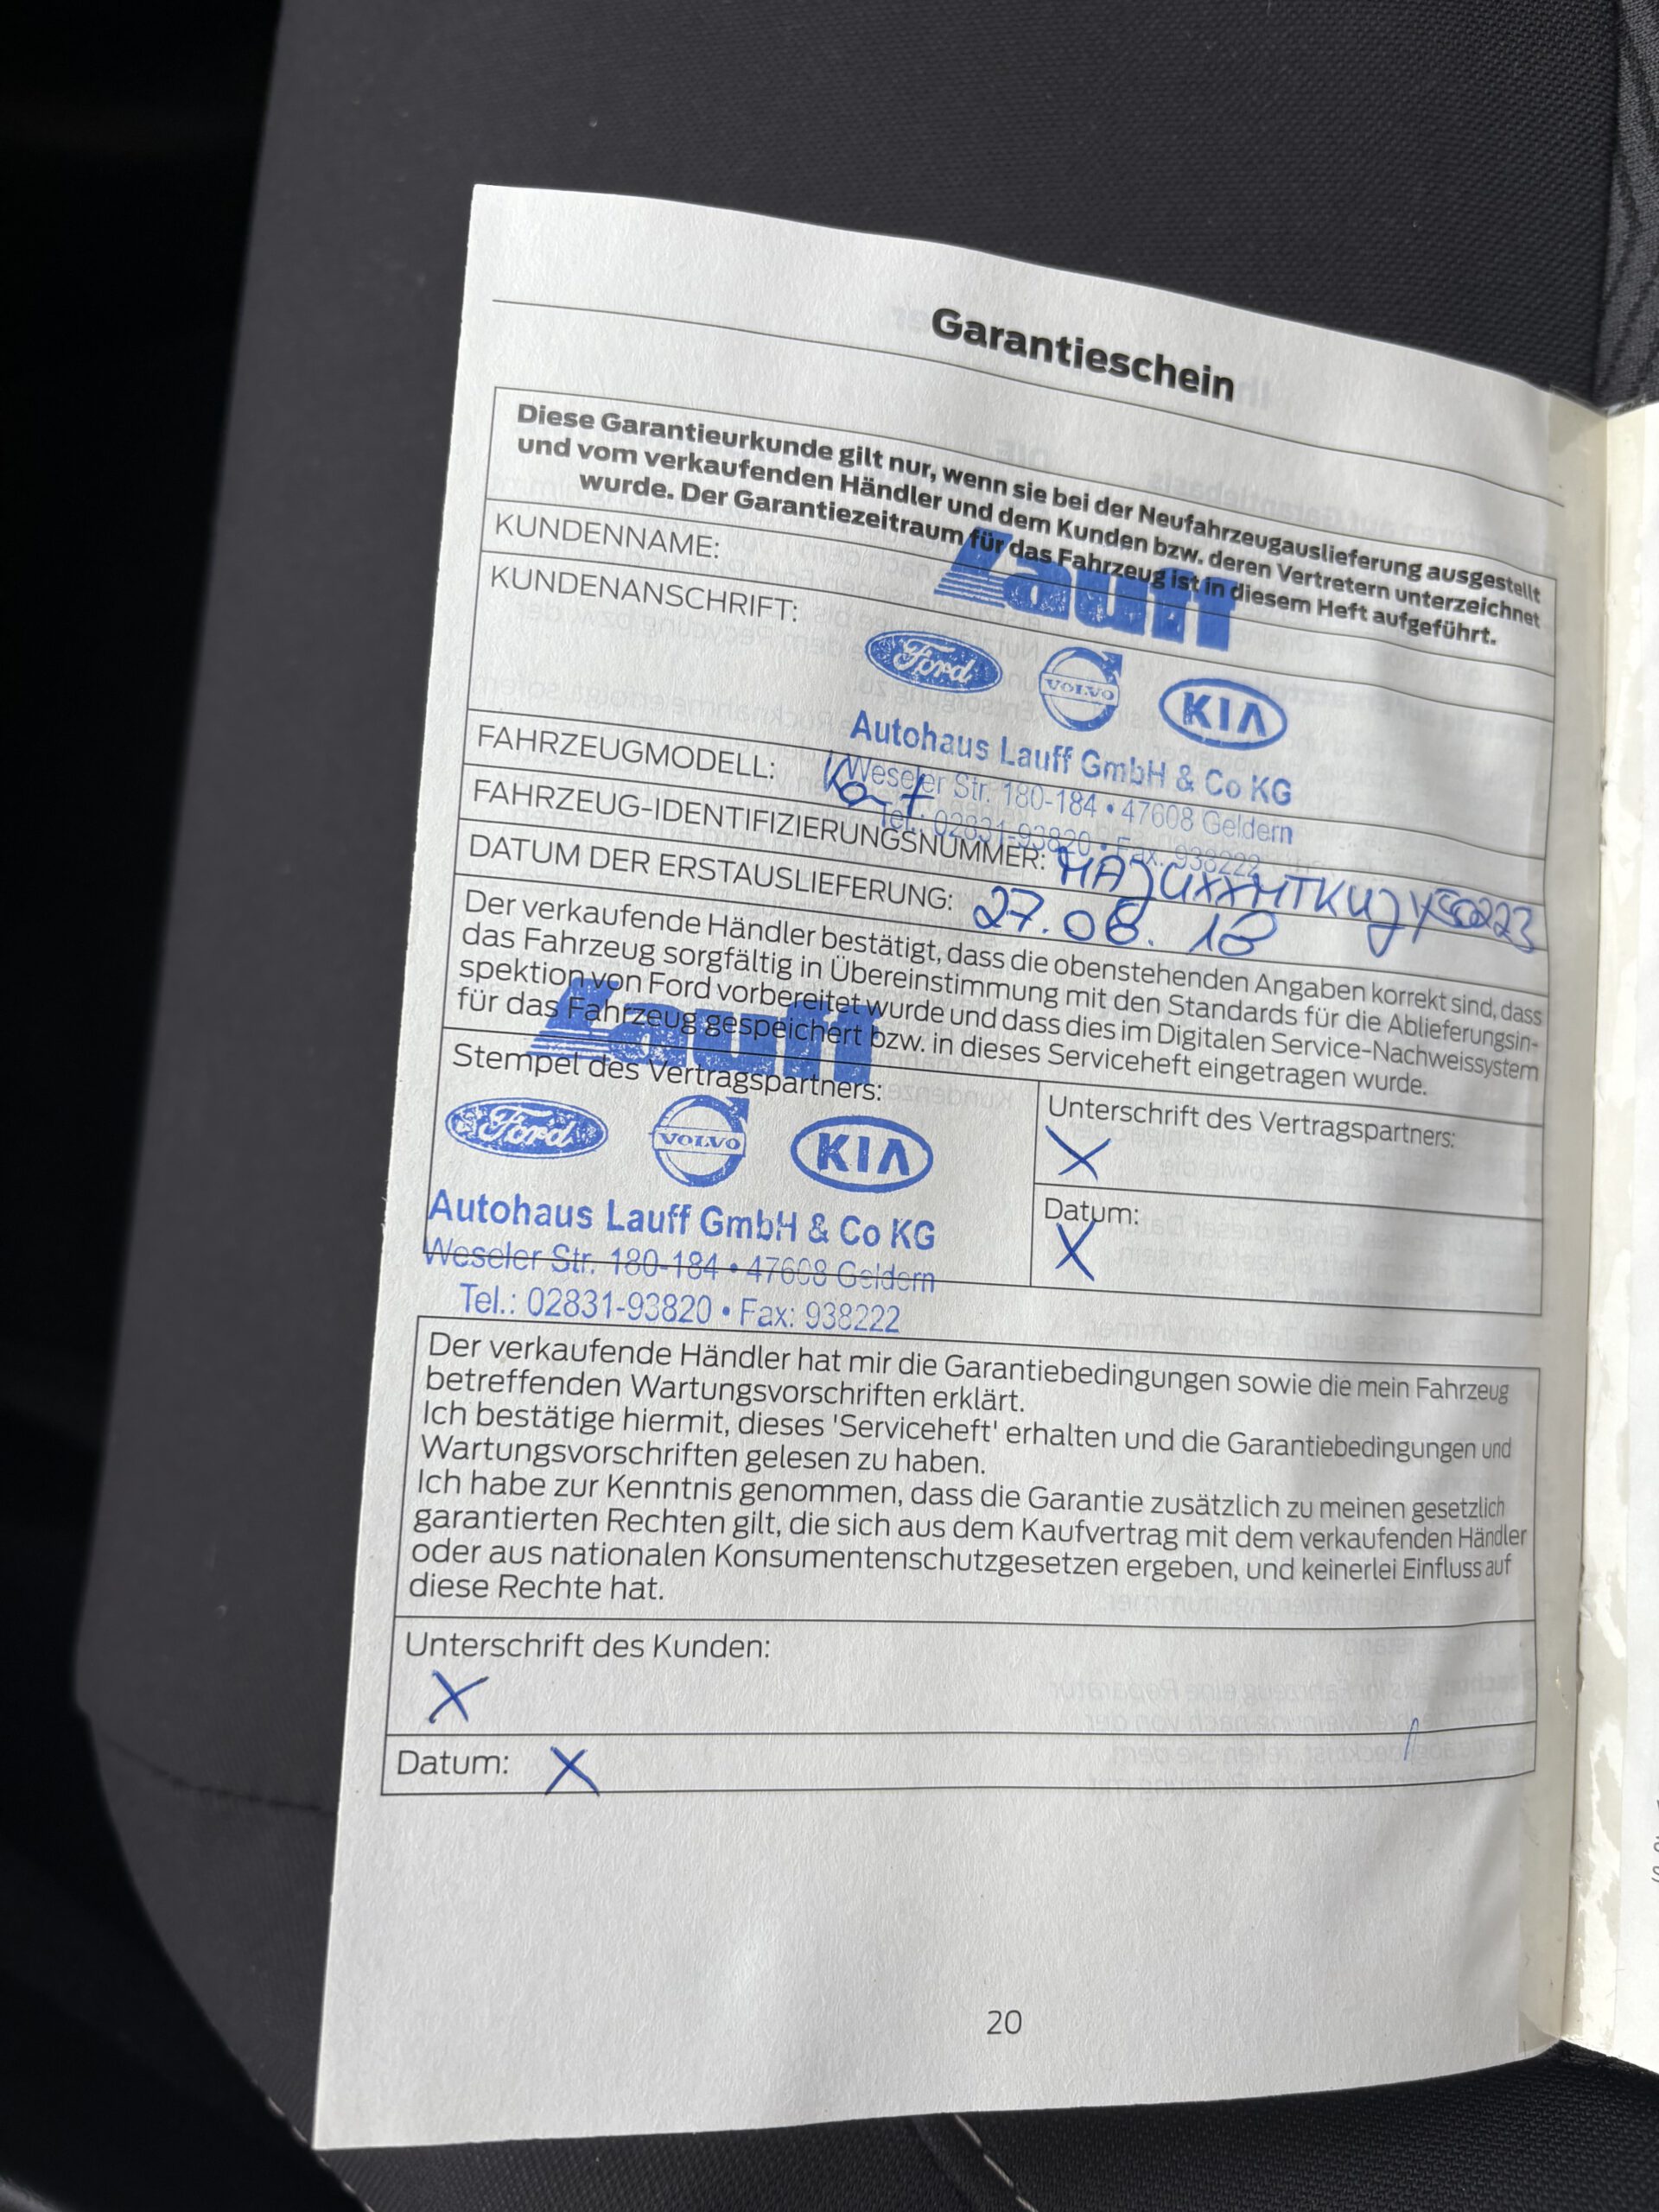 Garantieschein
Diese Garantieurkunde gilt nur, wenn sie bei der Neufahrzeugauslieferung ausgestellt
und vom verkaufenden Händler und dem Kunden bzw. deren Vertretern unterzeichnet
wurde. Der Garantiezeitraum für das Fahrzeug ist in diesem Heft aufgeführt.
KUNDENNAME:
Lauff
KUNDENANSCHRIFT:
Ford VOLVO KIA
Autohaus Lauff GmbH & Co KG
Weseler Str. 180-184 • 47608 Geldern
Tel.: 02831-93820 • Fax: 938222
FAHRZEUGMODELL:
FAHRZEUG-IDENTIFIZIERUNGSNUMMER:
DATUM DER ERSTAUSLIEFERUNG: 27.08.18
Der verkaufende Händler bestätigt, dass die obenstehenden Angaben korrekt sind, dass
das Fahrzeug sorgfältig in Übereinstimmung mit den Standards für die Ablieferungsin-
spektion von Ford vorbereitet wurde und dass dies im Digitalen Service-Nachweissystem
für das Fahrzeug gespeichert bzw. in dieses Serviceheft eingetragen wurde.
Lauff
Stempel des Vertragspartners:
Ford VOLVO KIA
Autohaus Lauff GmbH & Co KG
Weseler Str. 180-184 • 47608 Geldern
Tel.: 02831-93820 • Fax: 938222
Unterschrift des Vertragspartners:
X
Datum:
X
Der verkaufende Händler hat mir die Garantiebedingungen sowie die mein Fahrzeug
betreffenden Wartungsvorschriften erklärt.
Ich bestätige hiermit, dieses 'Serviceheft' erhalten und die Garantiebedingungen und
Wartungsvorschriften gelesen zu haben.
Ich habe zur Kenntnis genommen, dass die Garantie zusätzlich zu meinen gesetzlich
garantierten Rechten gilt, die sich aus dem Kaufvertrag mit dem verkaufenden Händler
oder aus nationalen Konsumentenschutzgesetzen ergeben, und keinerlei Einfluss auf
diese Rechte hat.
Unterschrift des Kunden:
X
Datum: X
20